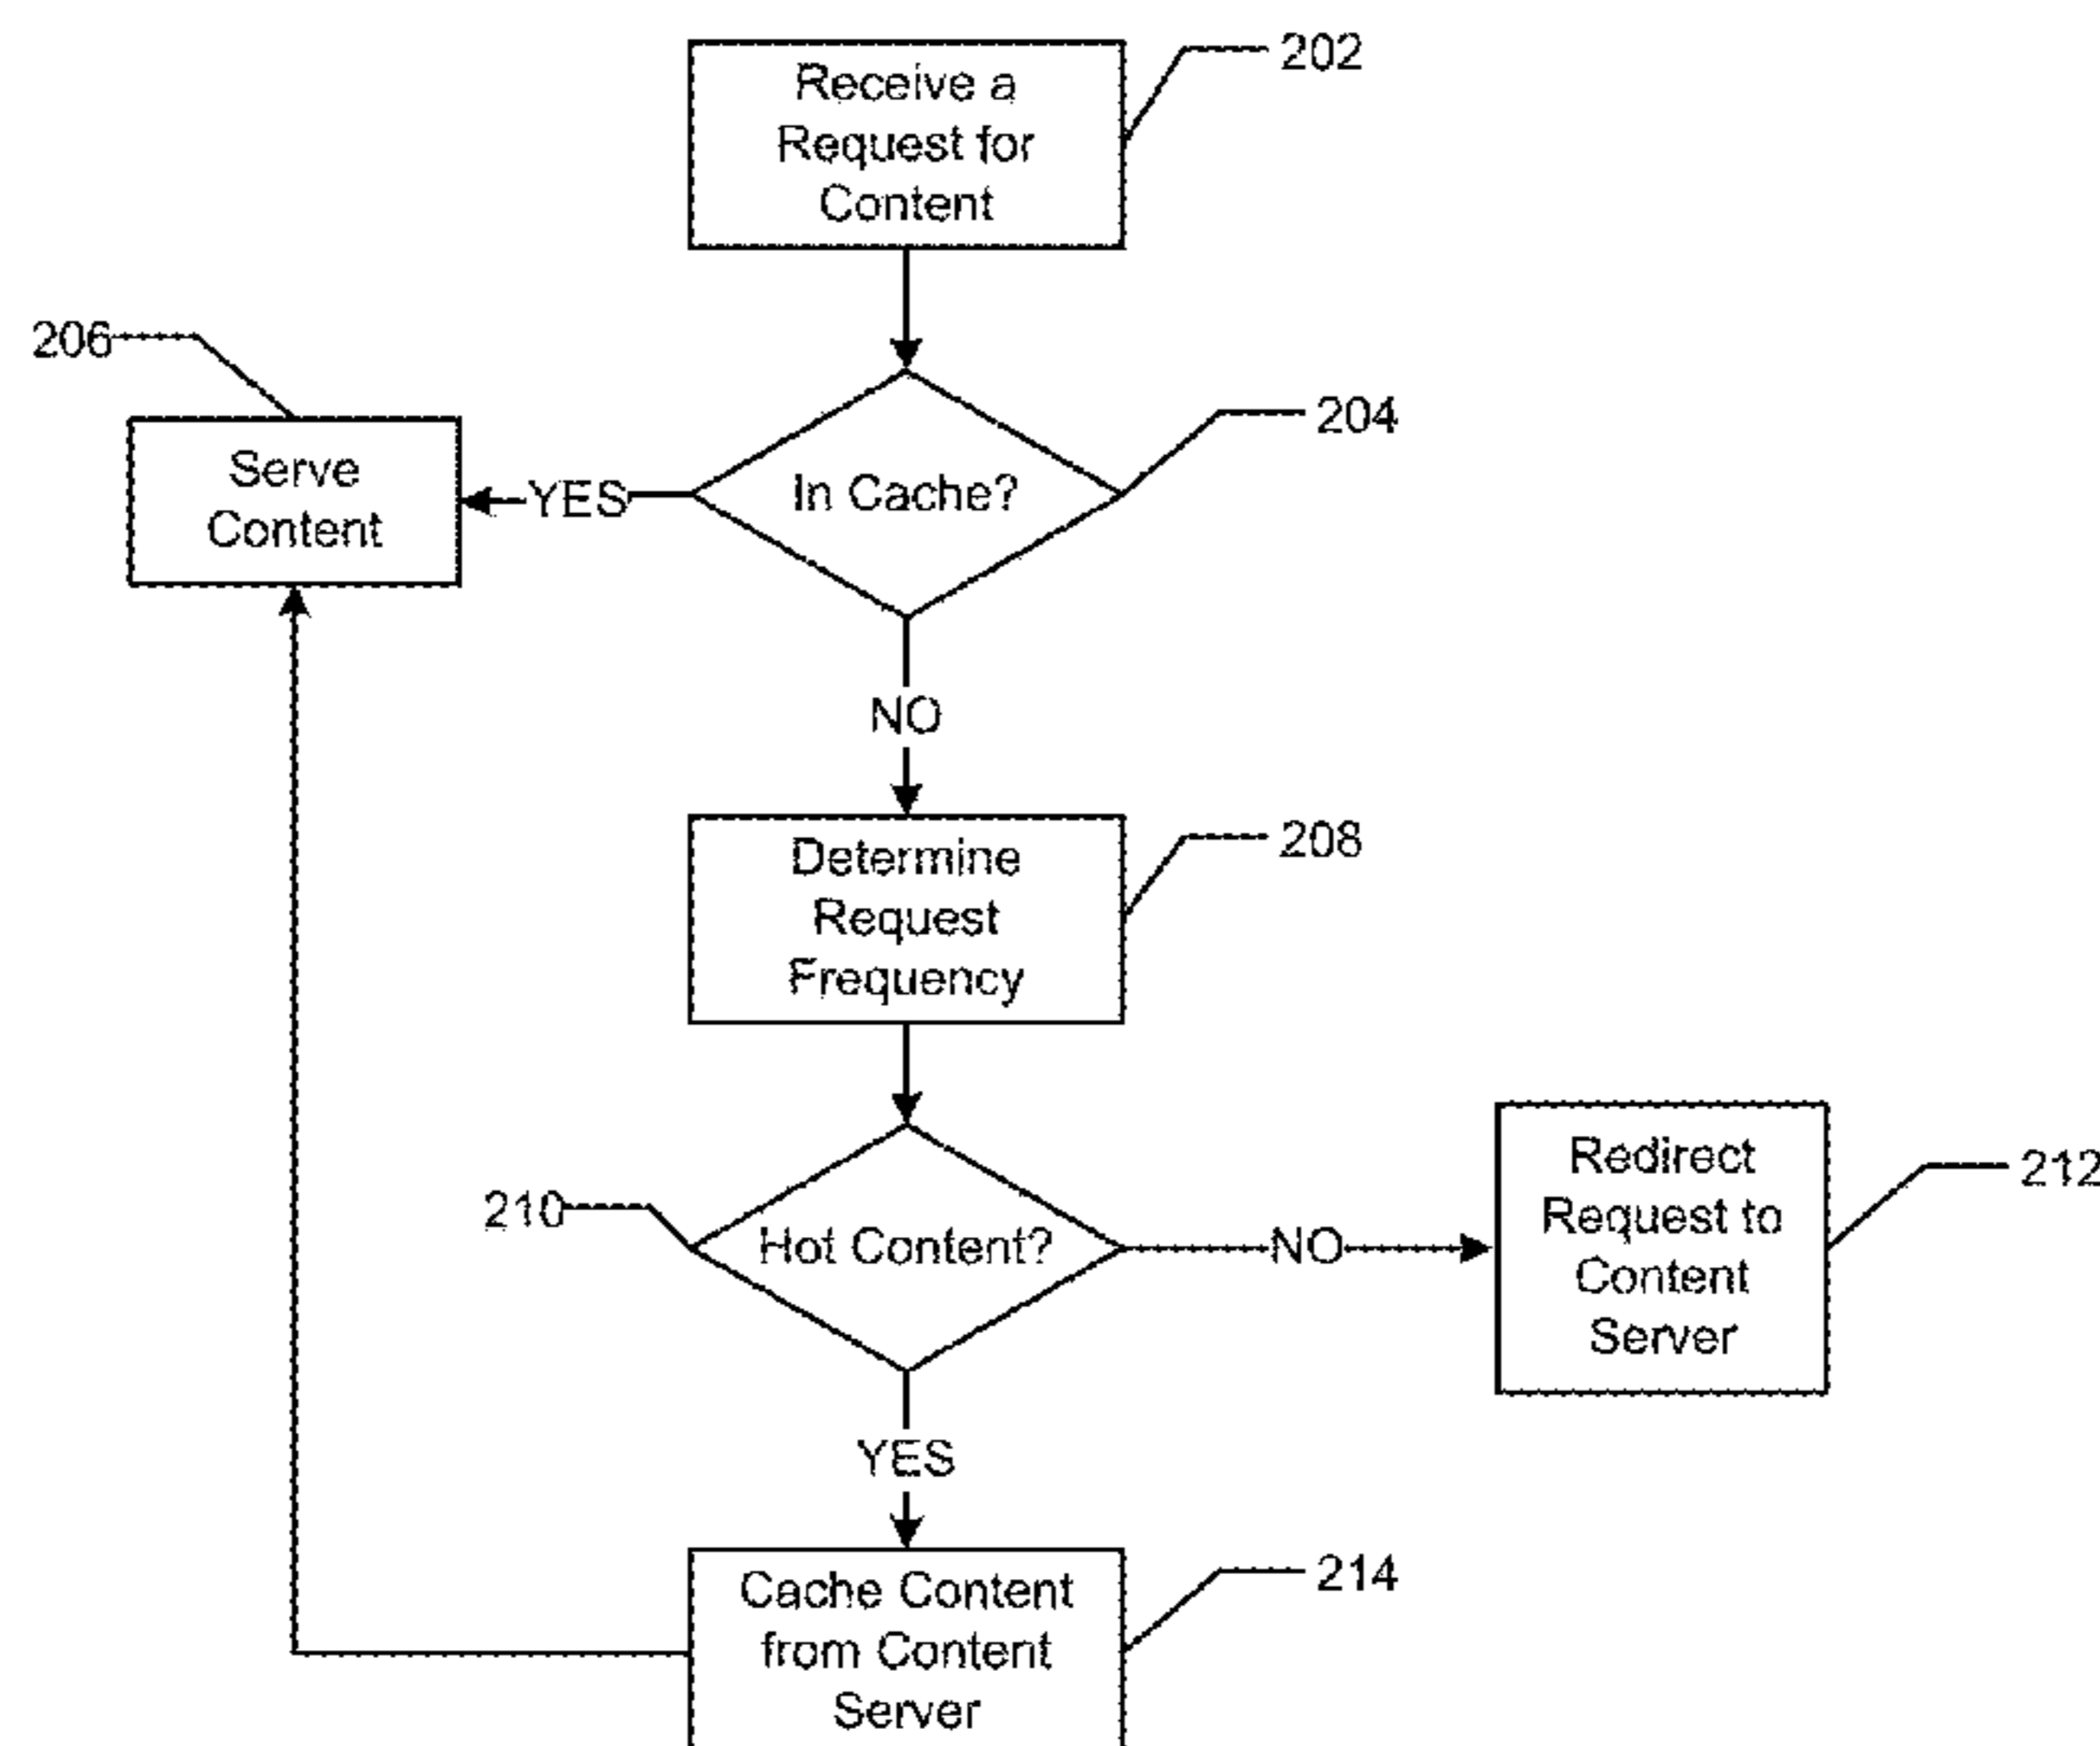 Receive a
Request for
Content
202
206
Serve
Content
YES
In Cache?
204
NO
Determine
Request
Frequency
208
210
Hot Content?
NO
Redirect
Request to
Content
Server
212
YES
Cache Content
from Content
Server
214